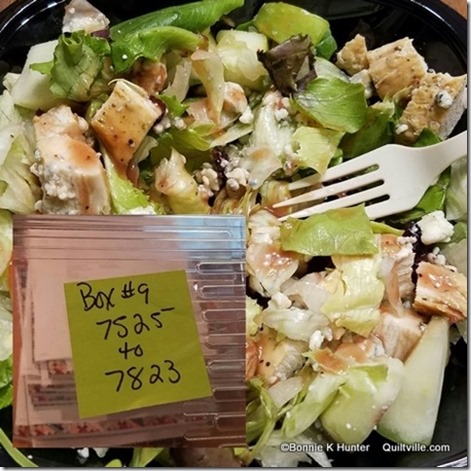 Box #9
7525-
to
7823
©Bonnie K Hunter Quiltville.com